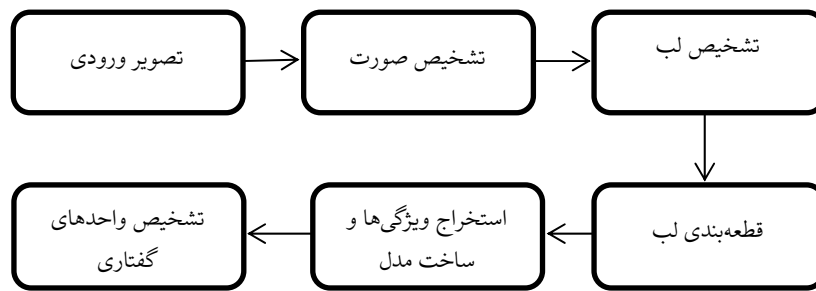 تصویر ورودی
تشخیص صورت
تشخیص لب
قطعه‌بندی لب
استخراج ویژگی‌ها و
ساخت مدل
تشخیص واحدهای
گفتاری